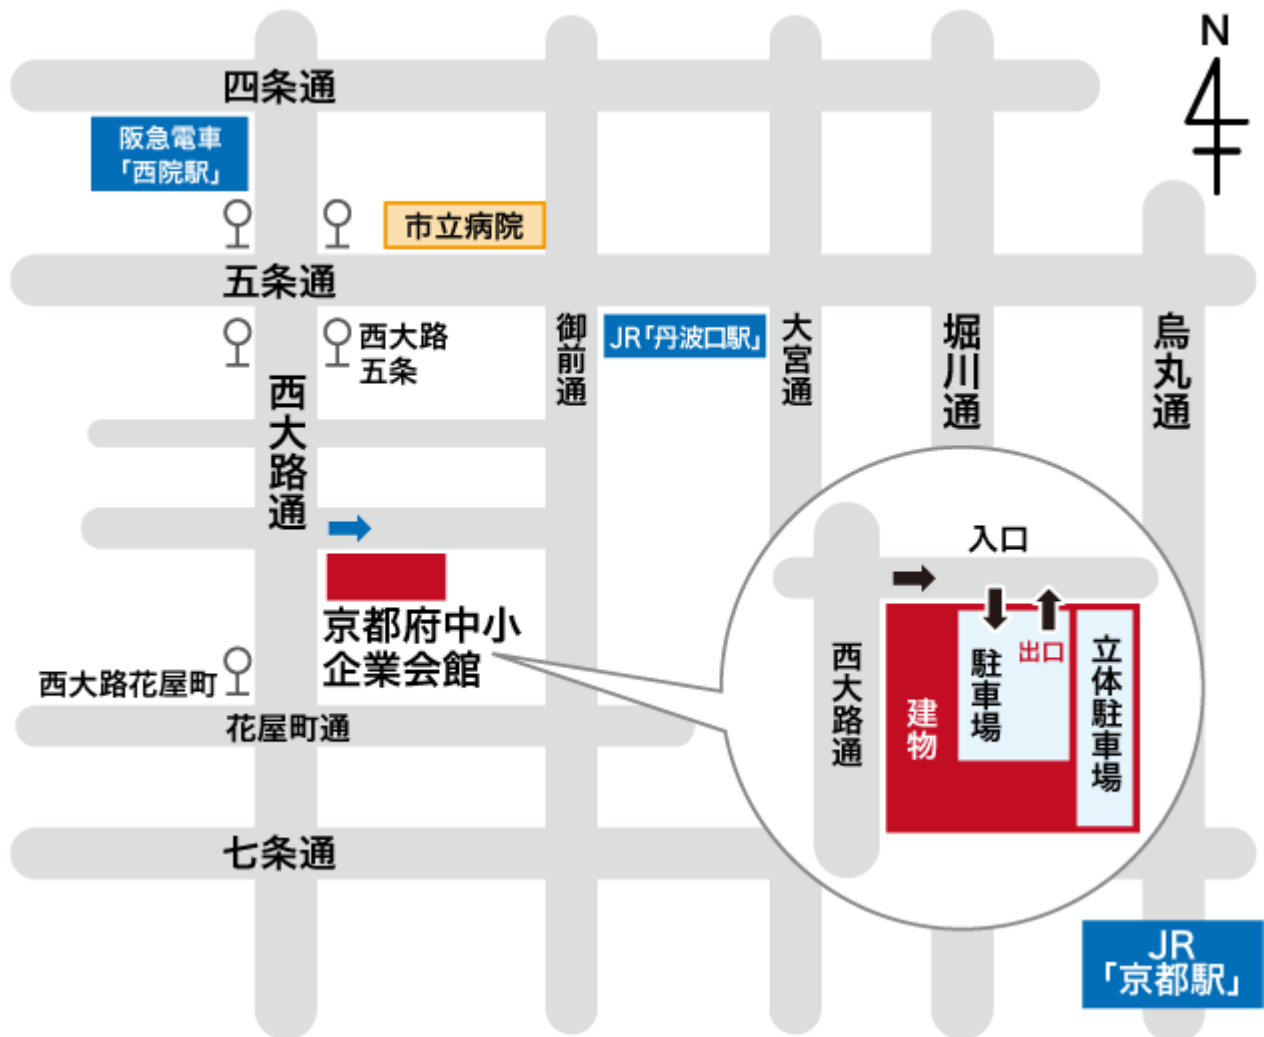 N
四条通
阪急電車
「西院駅」
市立病院
五条通
西大路
五条
御前通
JR「丹波口駅」
大宮通
堀川通
烏丸通
西大路通
入口
京都府中小
企業会館
西大路花屋町
花屋町通
西大路通
建物
駐車場
出口
立体駐車場
七条通
JR
「京都駅」